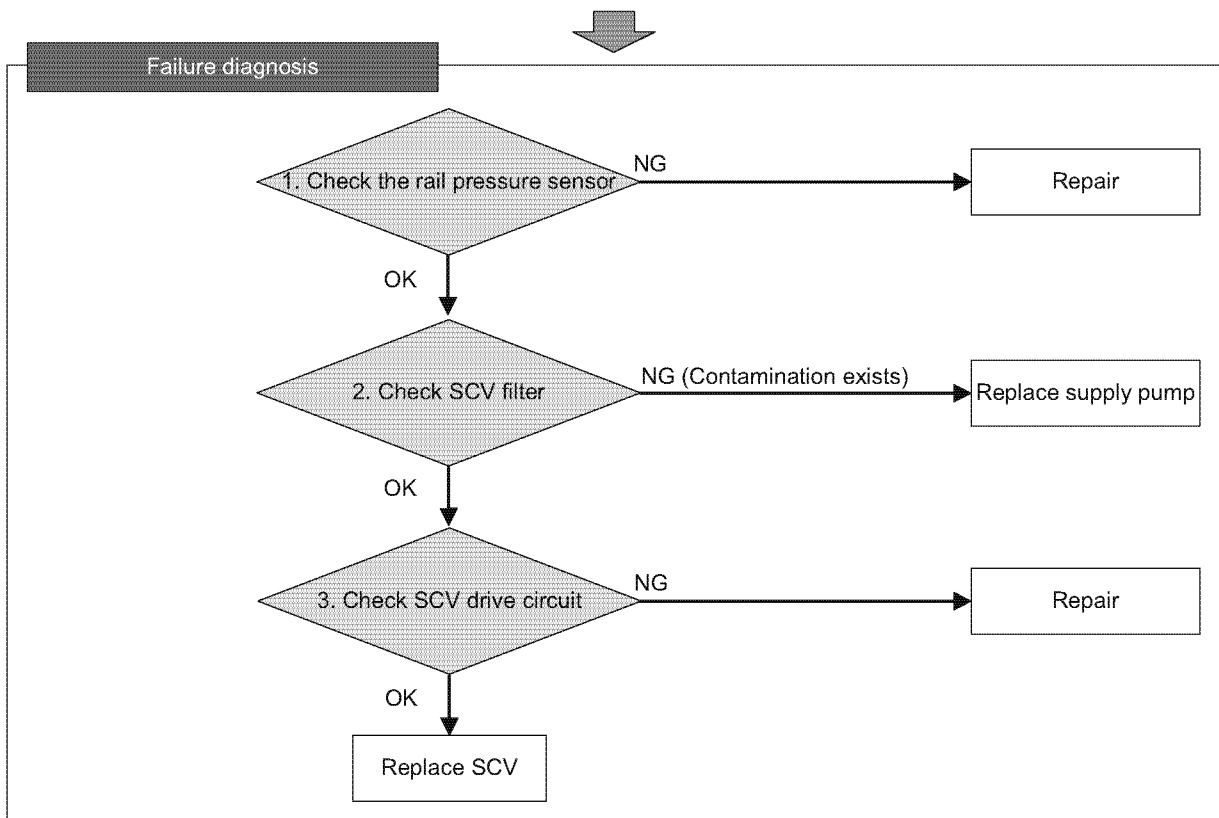 Failure diagnosis
1. Check the rail pressure sensor
NG
Repair
OK
2. Check SCV filter
NG (Contamination exists)
Replace supply pump
OK
3. Check SCV drive circuit
NG
Repair
OK
Replace SCV